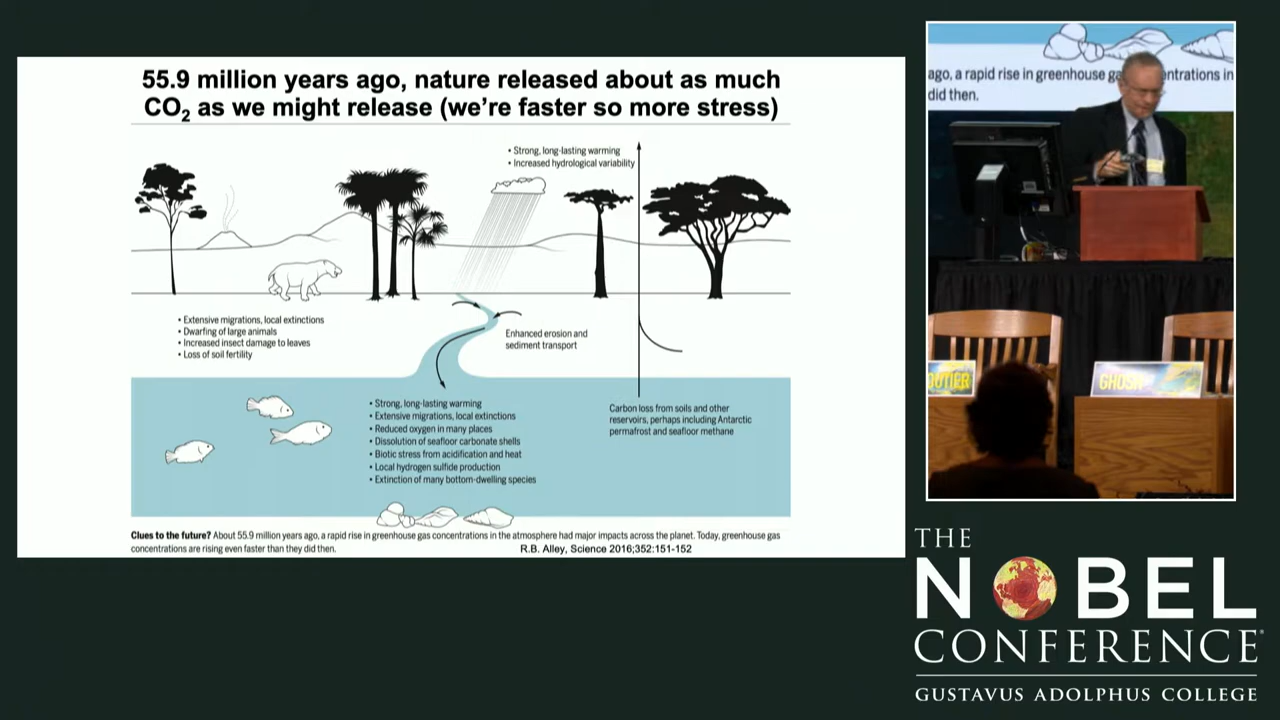 55.9 million years ago, nature released about as much
CO₂ as we might release (we're faster so more stress)
• Strong, long-lasting warming
• Increased hydrological variability
• Extensive migrations, local extinctions
• Dwarfing of large animals
• Increased insect damage to leaves
• Loss of soil fertility
Enhanced erosion and
sediment transport
• Strong, long-lasting warming
• Extensive migrations, local extinctions
• Reduced oxygen in many places
• Dissolution of seafloor carbonate shells
• Biotic stress from acidification and heat
• Local hydrogen sulfide production
• Extinction of many bottom-dwelling species
Carbon loss from soils and other
reservoirs, perhaps including Antarctic
permafrost and seafloor methane
Clues to the future? About 55.9 million years ago, a rapid rise in greenhouse gas concentrations in the atmosphere had major impacts across the planet. Today, greenhouse gas
concentrations are rising even faster than they did then.
R.B. Alley, Science 2016;352:151-152
ago, a rapid rise in greenhouse ga ntrations in
did then.
OUTIER
GHOSH
THE
NOBEL
CONFERENCE
GUSTAVUS ADOLPHUS COLLEGE